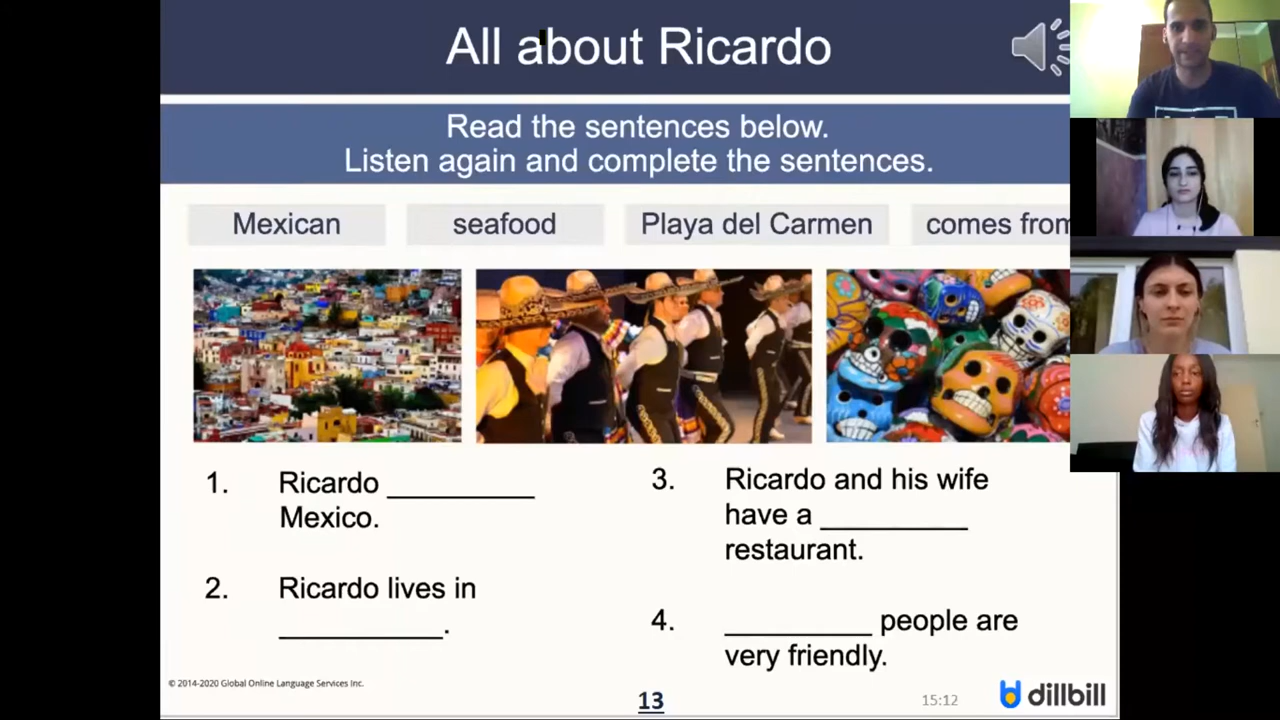 All about Ricardo
Read the sentences below.
Listen again and complete the sentences.
Mexican
seafood
Playa del Carmen
comes from
1. Ricardo __________
Mexico.
2. Ricardo lives in
___________.
3. Ricardo and his wife
have a __________
restaurant.
4. __________ people are
very friendly.
© 2014-2020 Global Online Language Services Inc.
13
15:12
dillbill